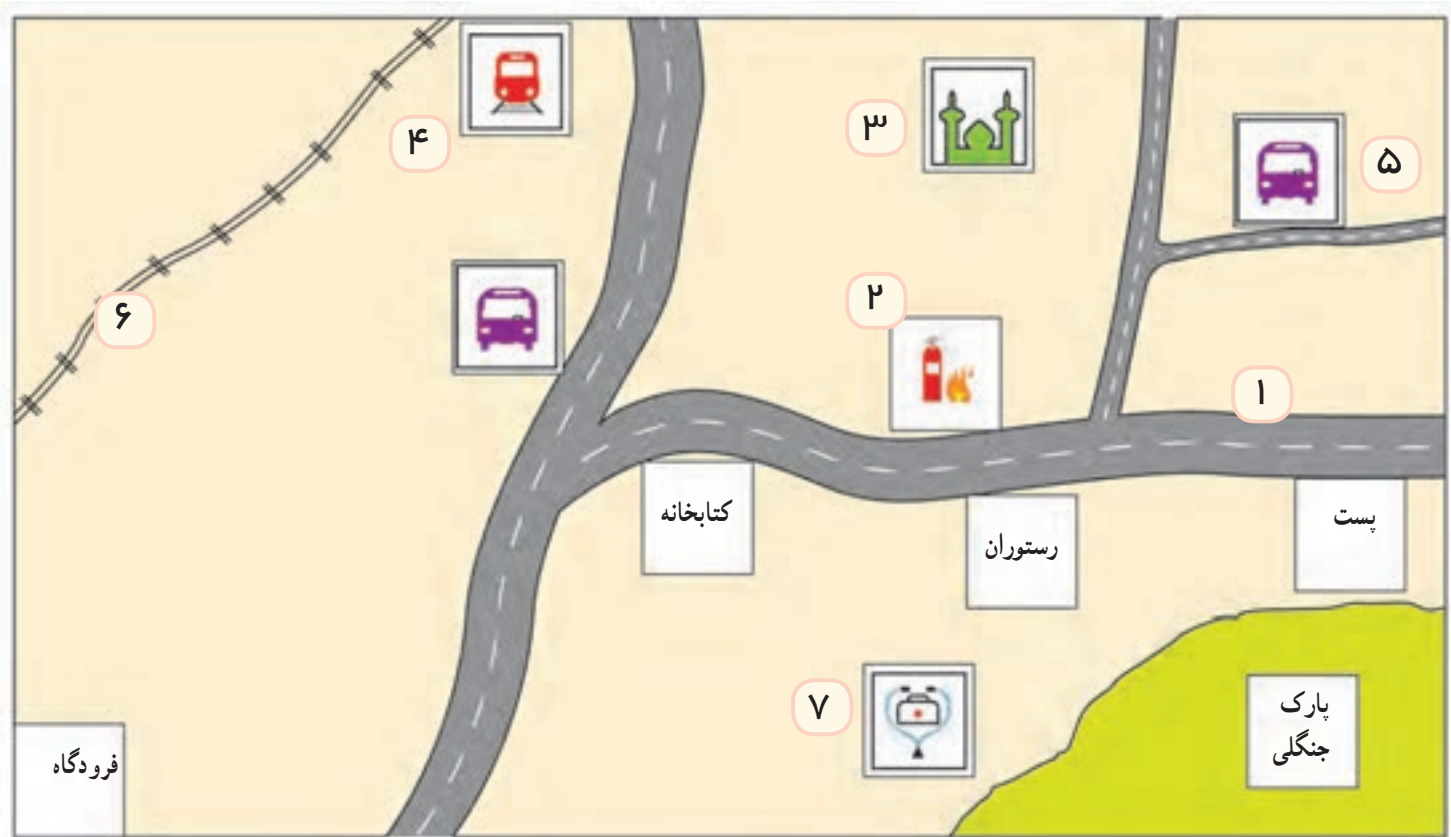 ۴
۳
۵
۶
۲
۱
کتابخانه
رستوران
پست
۷
پارک
جنگلی
فرودگاه